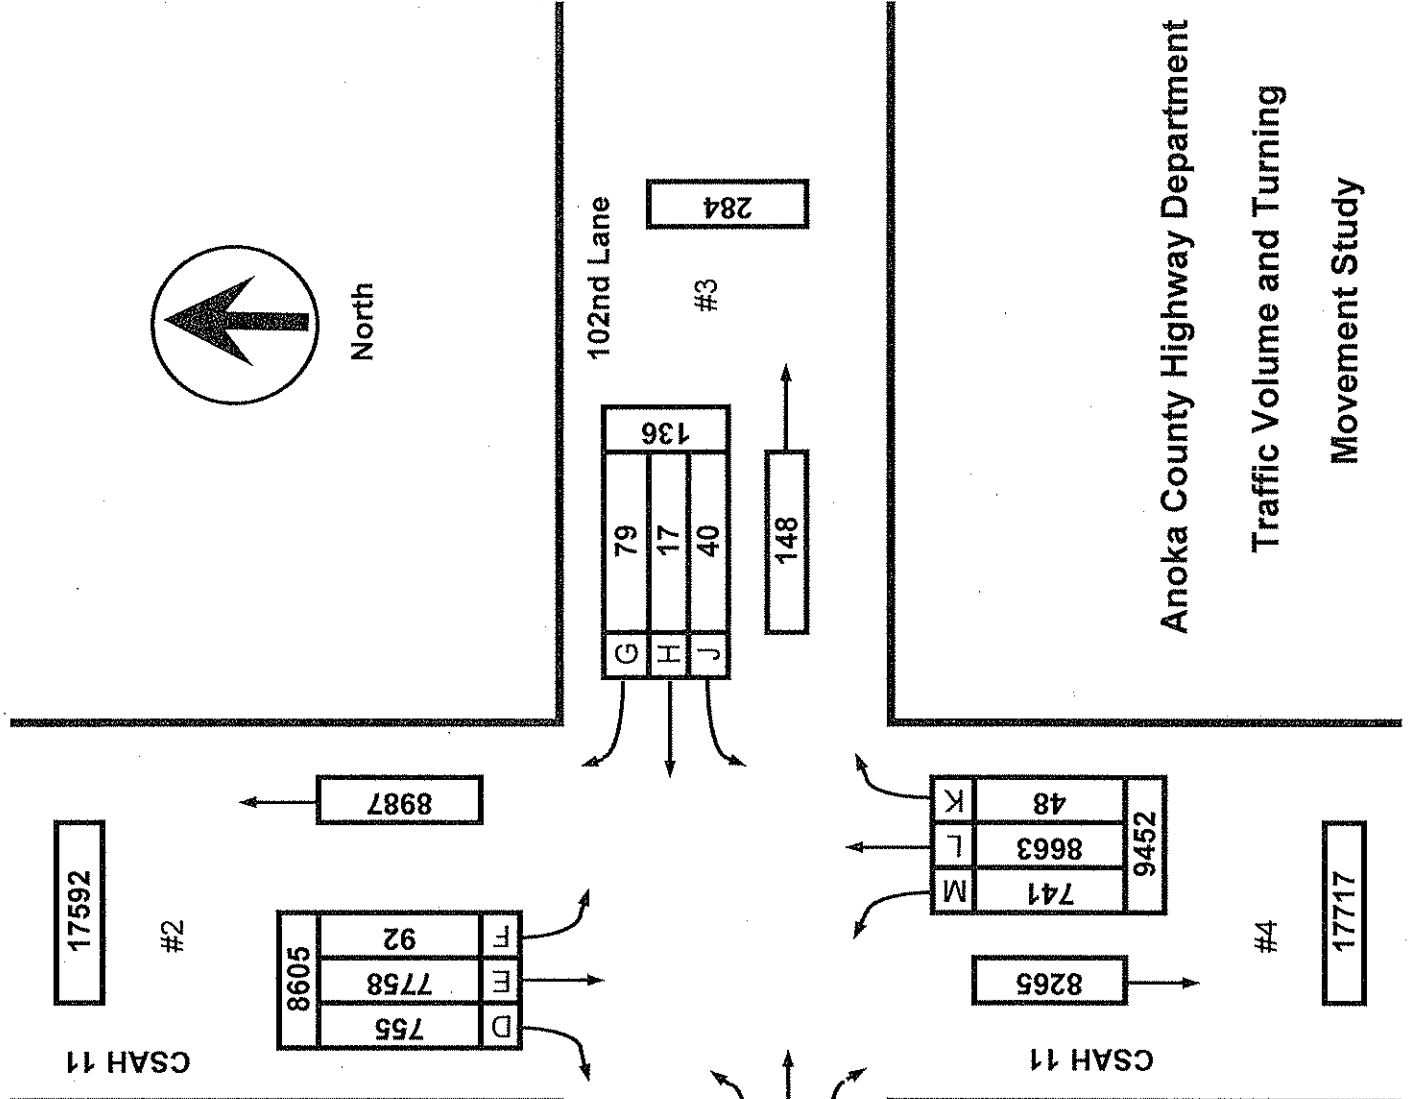 CSAH 11
17592
#2
8605
755
7758
92
D
E
F
8987
North
102nd Lane
G 79
H 17
J 40
136
148
#3
284
K 48
L 8663
M 741
9452
8265
#4
17717
CSAH 11
Anoka County Highway Department
Traffic Volume and Turning
Movement Study